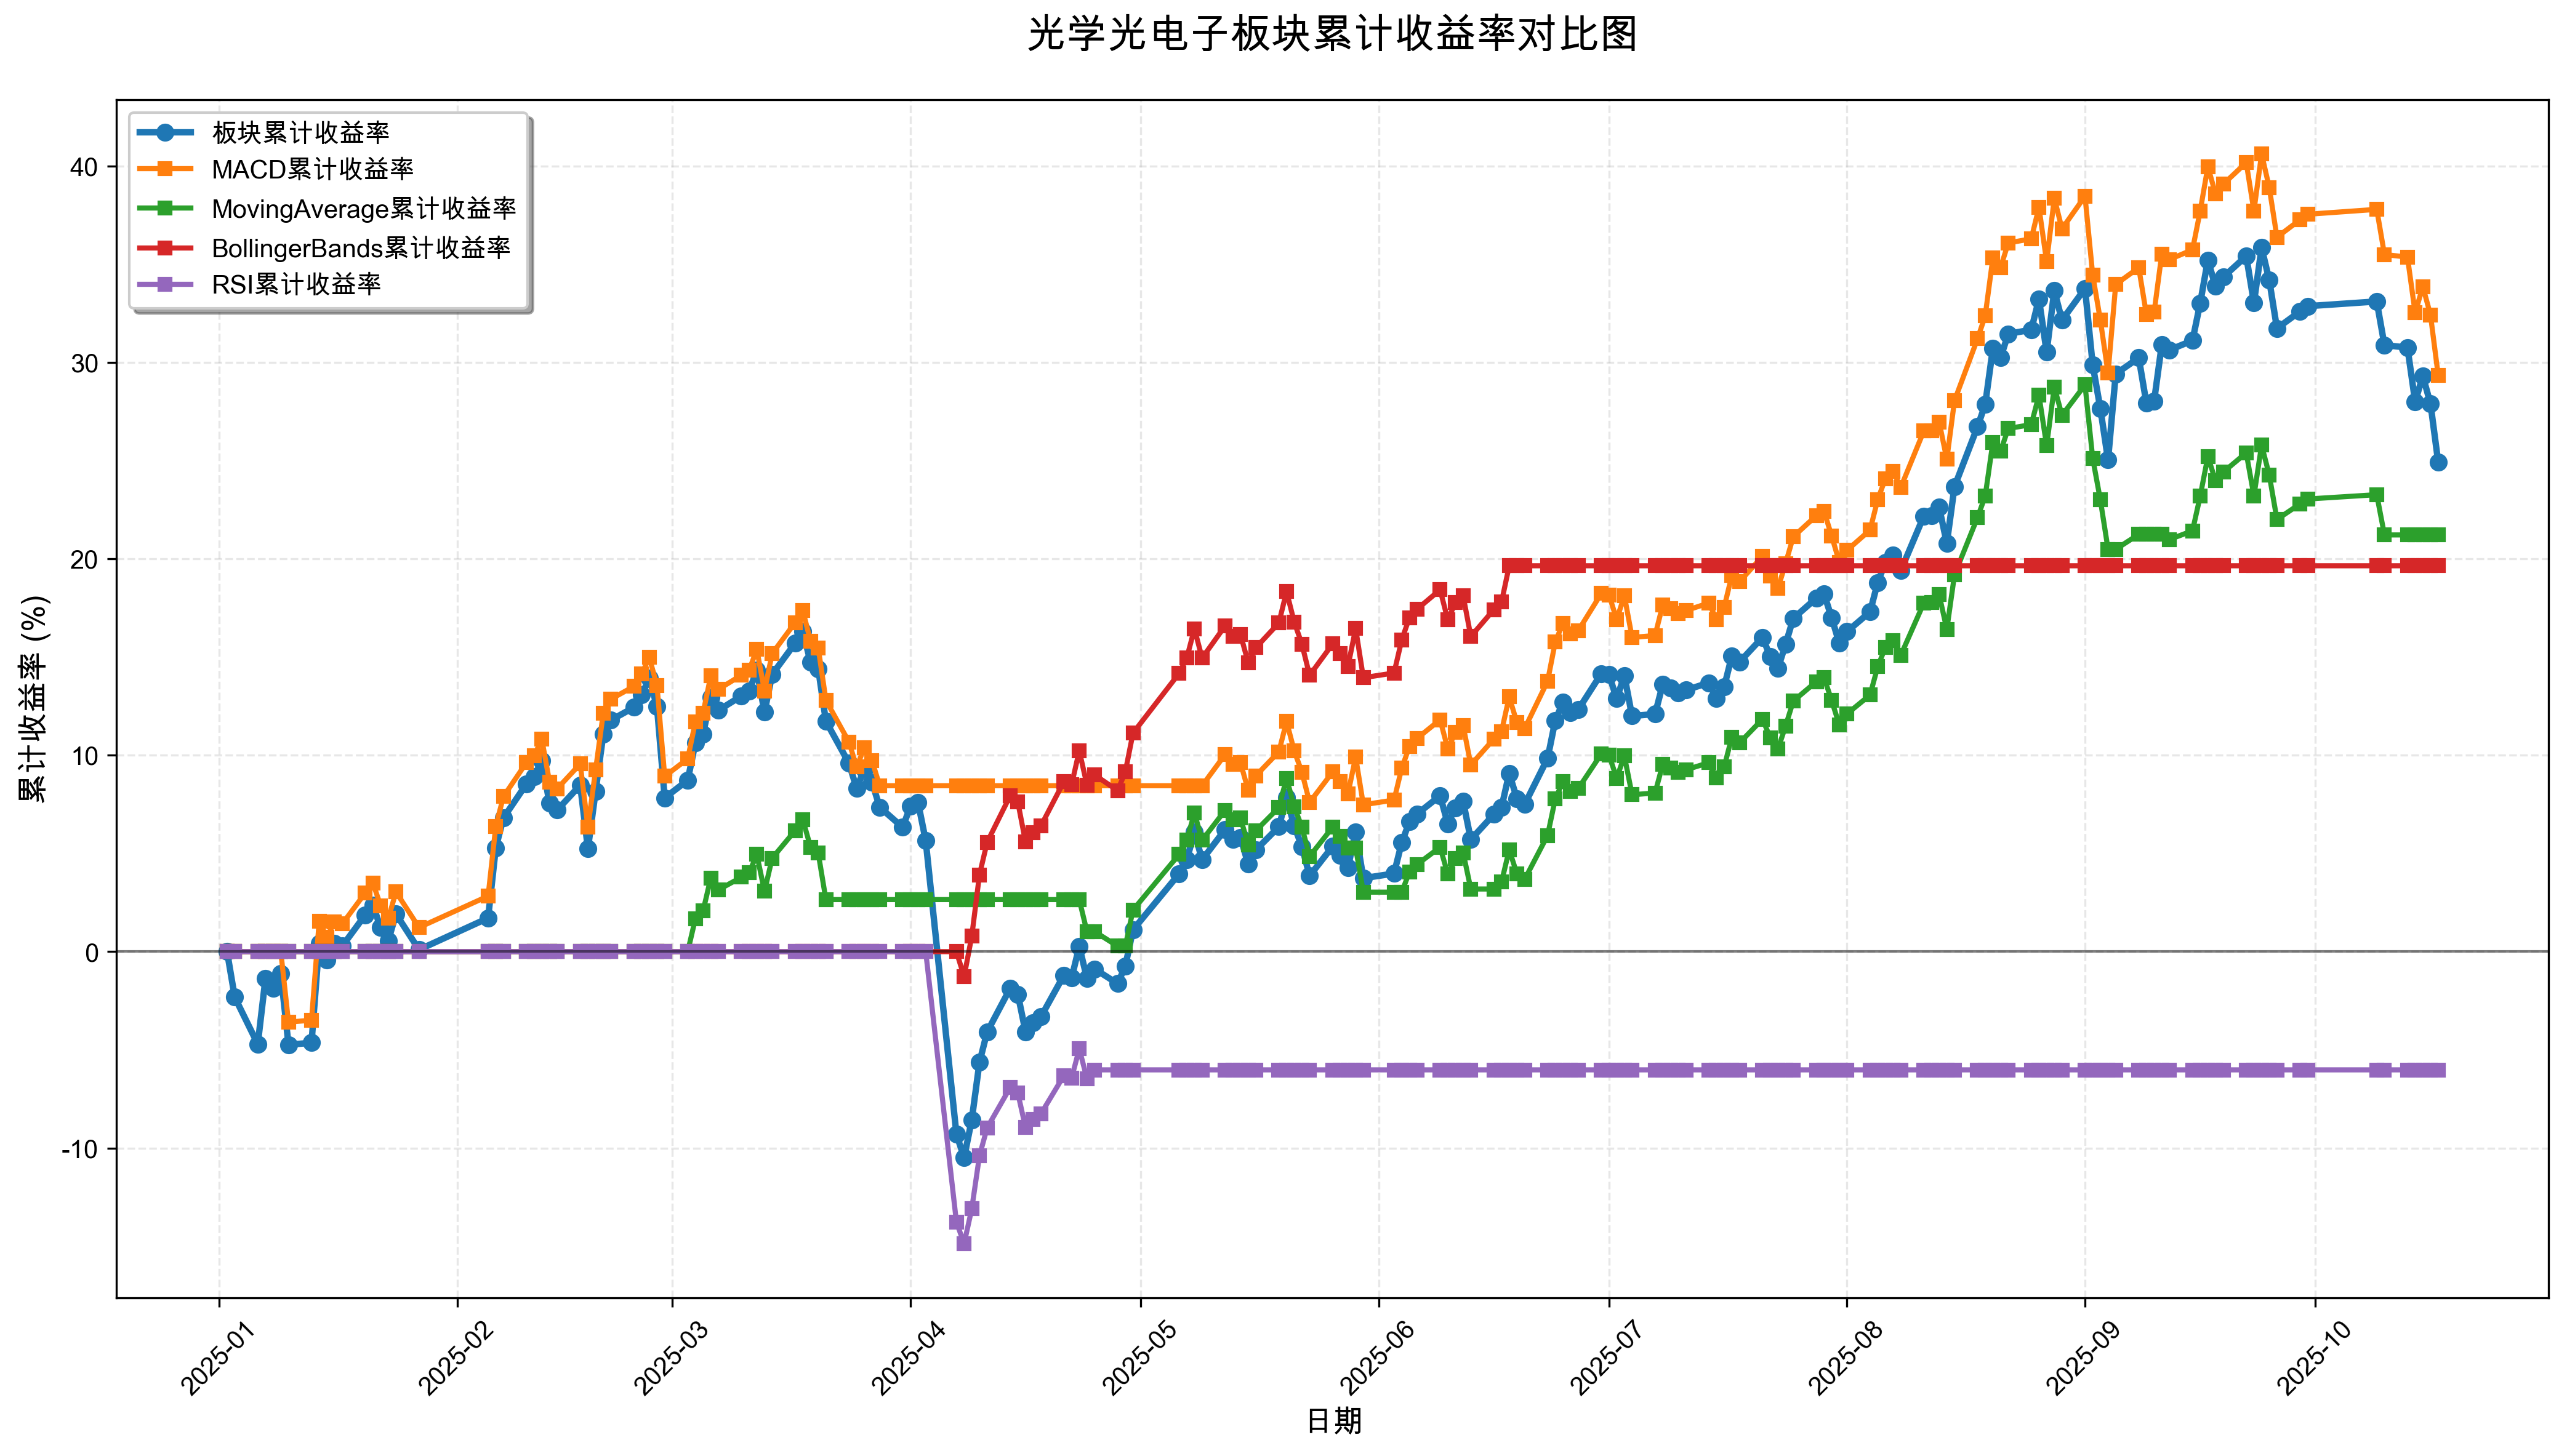 光学光电子板块累计收益率对比图
板块累计收益率
MACD累计收益率
MovingAverage累计收益率
BollingerBands累计收益率
RSI累计收益率
累计收益率 (%)
40
30
20
10
0
-10
2025-01
2025-02
2025-03
2025-04
2025-05
2025-06
2025-07
2025-08
2025-09
2025-10
日期